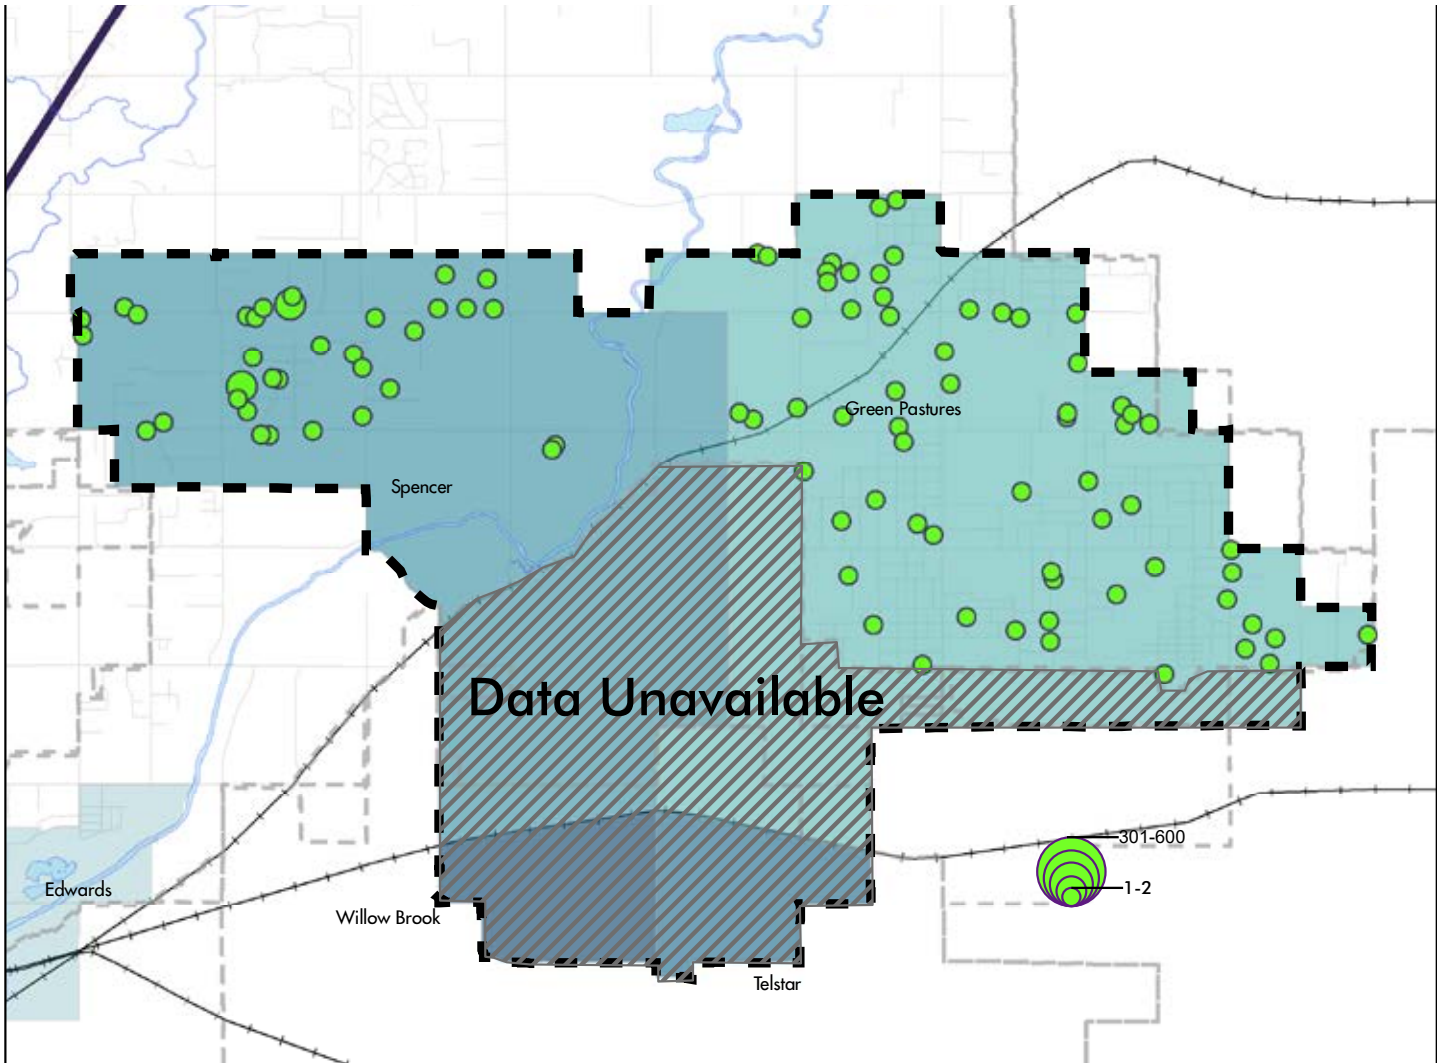 Green Pastures
Spencer
Data Unavailable
301-600
1-2
Edwards
Willow Brook
Telstar